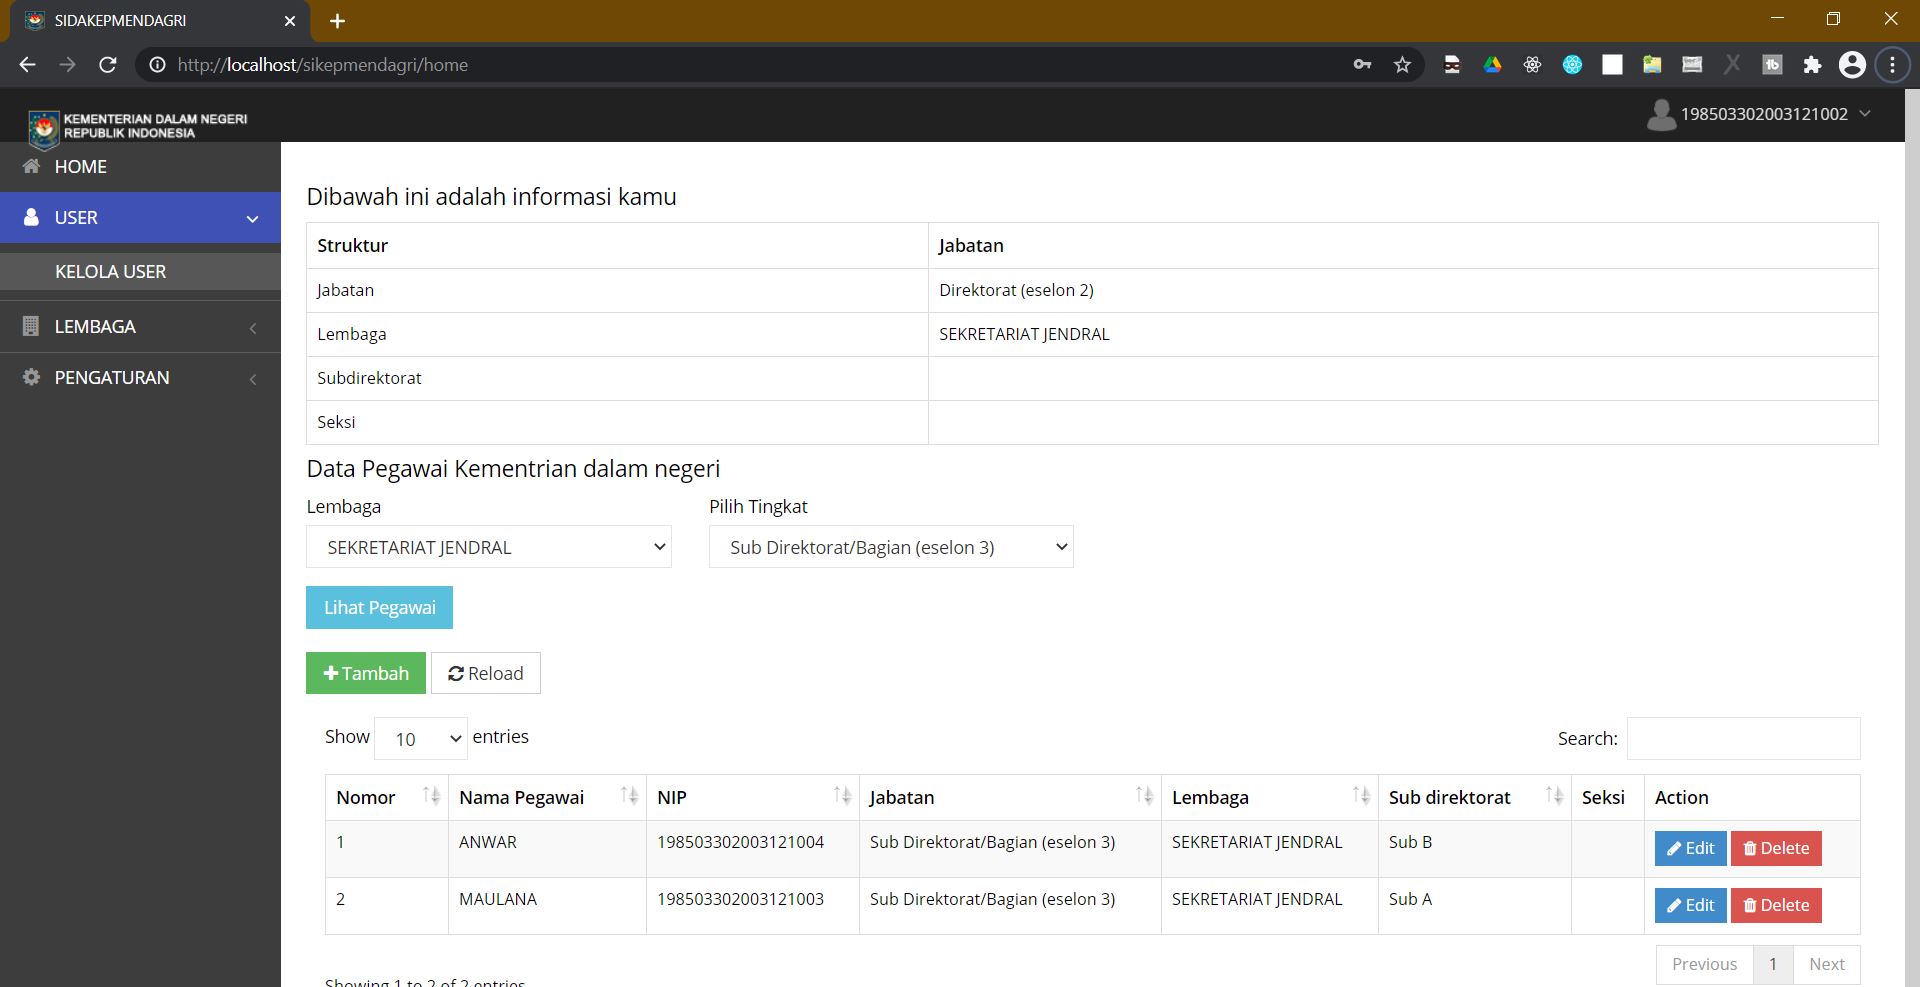 SIDAKEPMENDAGRI
http://localhost/sikepmendagri/home
KEMENTERIAN DALAM NEGERI
REPUBLIK INDONESIA
198503302003121002
HOME
USER
KELOLA USER
LEMBAGA
PENGATURAN
Dibawah ini adalah informasi kamu
Struktur Jabatan
Jabatan Direktorat (eselon 2)
Lembaga SEKRETARIAT JENDRAL
Subdirektorat
Seksi
Data Pegawai Kementrian dalam negeri
Lembaga Pilih Tingkat
SEKRETARIAT JENDRAL Sub Direktorat/Bagian (eselon 3)
Lihat Pegawai
Tambah Reload
Show 10 entries Search:
Nomor Nama Pegawai NIP Jabatan Lembaga Sub direktorat Seksi Action
1 ANWAR 198503302003121004 Sub Direktorat/Bagian (eselon 3) SEKRETARIAT JENDRAL Sub B Edit Delete
2 MAULANA 198503302003121003 Sub Direktorat/Bagian (eselon 3) SEKRETARIAT JENDRAL Sub A Edit Delete
Previous 1 Next
Showing 1 to 2 of 2 entries